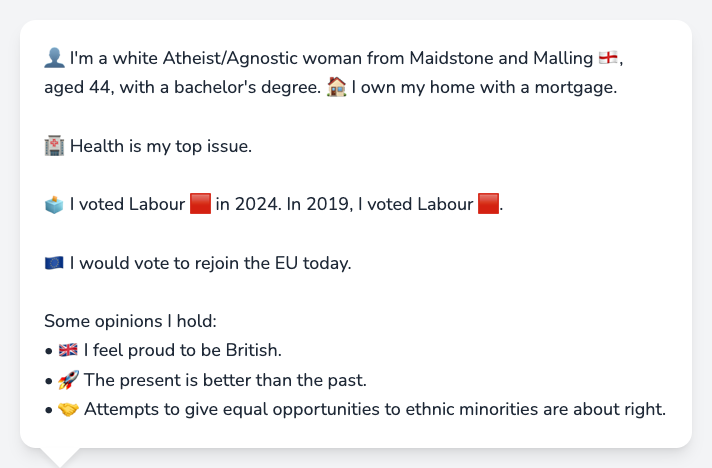 👤 I'm a white Atheist/Agnostic woman from Maidstone and Malling 🏴󠁧󠁢󠁥󠁮󠁧󠁿,
aged 44, with a bachelor's degree. 🏠 I own my home with a mortgage.
🏥 Health is my top issue.
🗳️ I voted Labour 🟥 in 2024. In 2019, I voted Labour 🟥.
🇪🇺 I would vote to rejoin the EU today.
Some opinions I hold:
• 🇬🇧 I feel proud to be British.
• 🚀 The present is better than the past.
• 🤝 Attempts to give equal opportunities to ethnic minorities are about right.